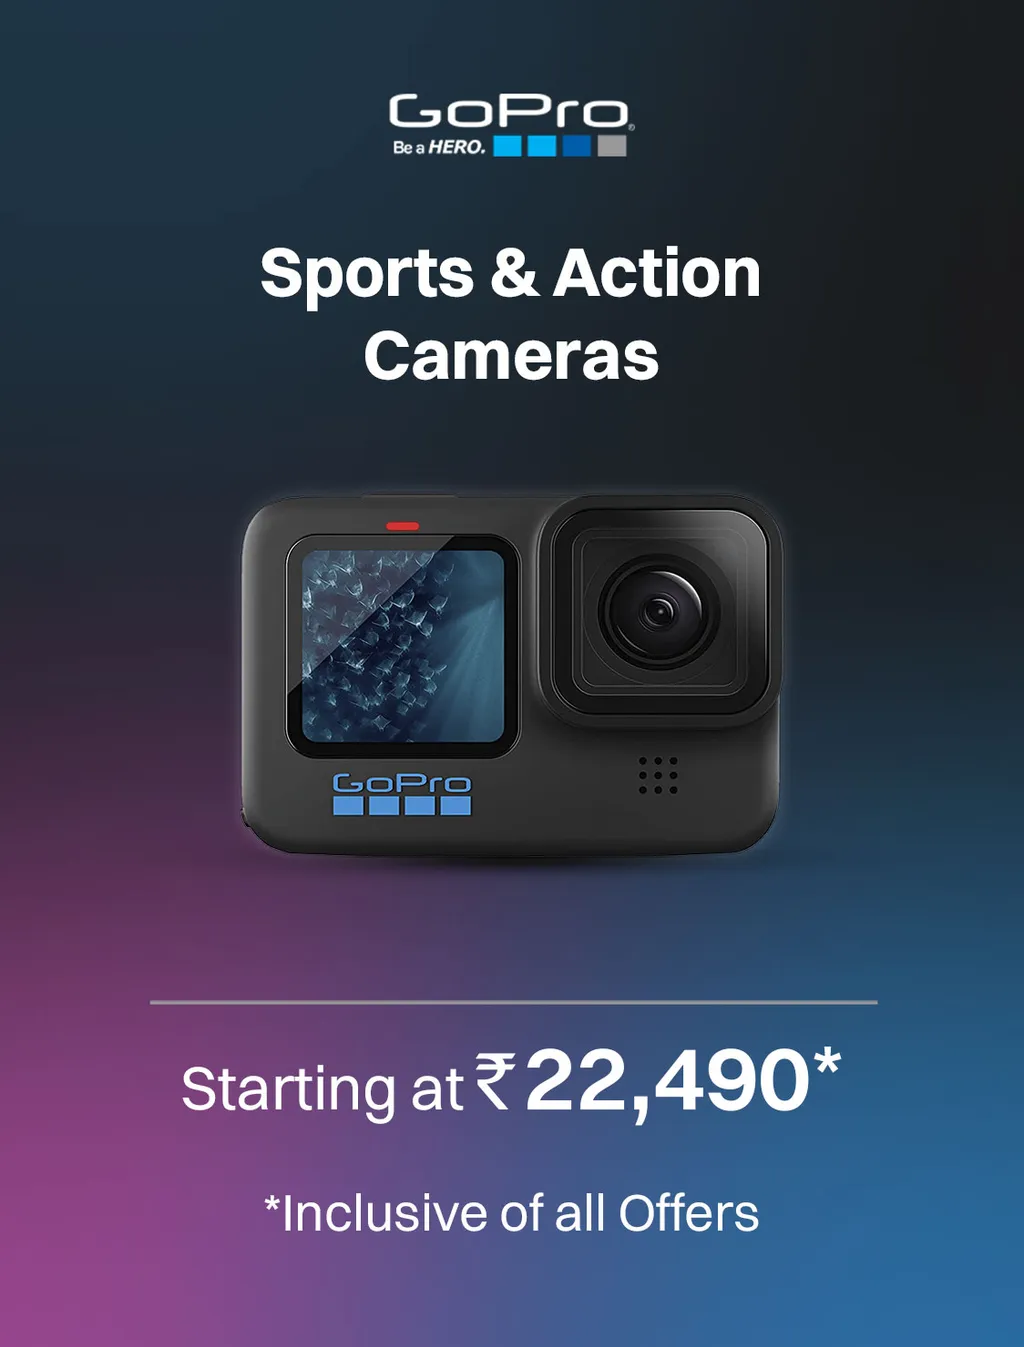 GoPro®
Be a HERO.
Sports & Action
Cameras
GoPro
Starting at ₹22,490*
*Inclusive of all Offers